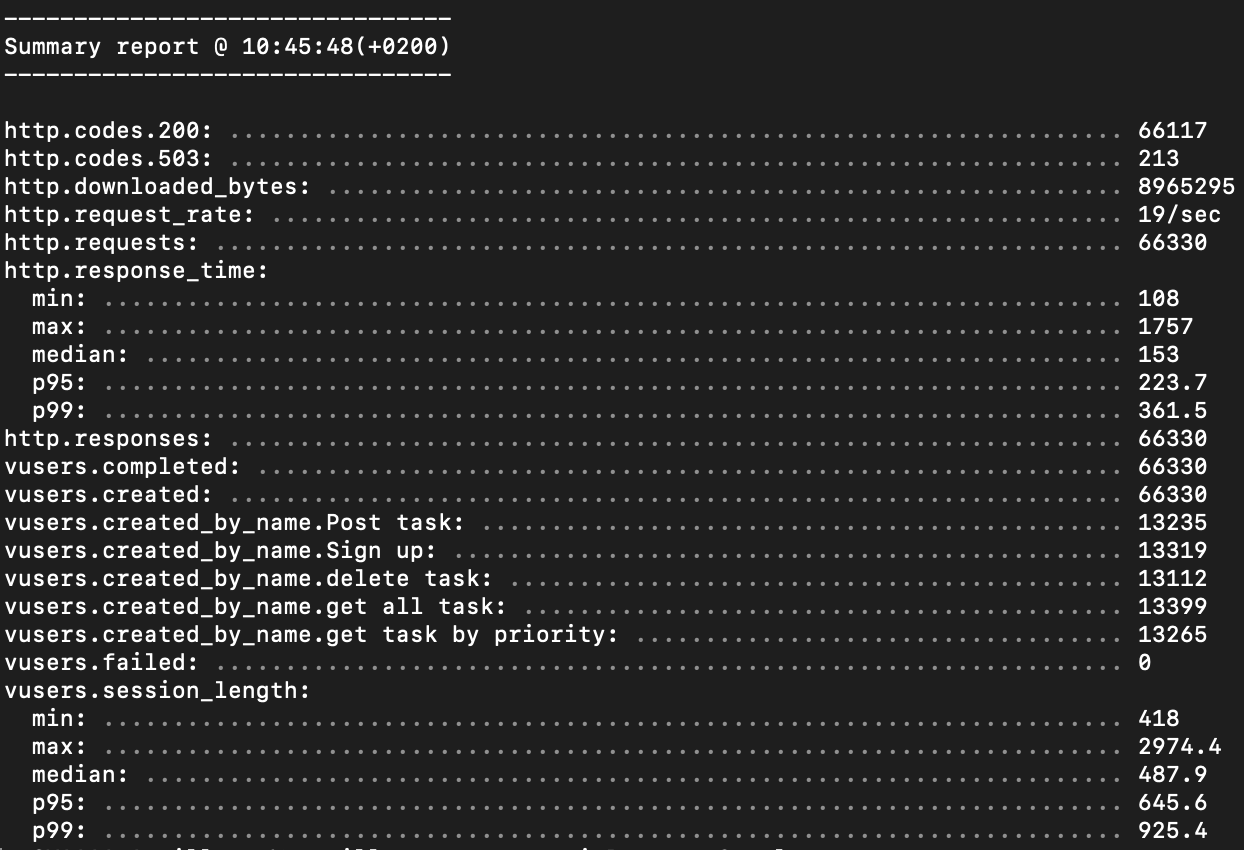 --------------------------------
Summary report @ 10:45:48(+0200)
--------------------------------
http.codes.200: ................................................................ 66117
http.codes.503: ................................................................ 213
http.downloaded_bytes: ......................................................... 8965295
http.request_rate: ............................................................. 19/sec
http.requests: ................................................................. 66330
http.response_time:
min: ......................................................................... 108
max: ......................................................................... 1757
median: ...................................................................... 153
p95: ......................................................................... 223.7
p99: ......................................................................... 361.5
http.responses: ................................................................ 66330
vusers.completed: .............................................................. 66330
vusers.created: ................................................................ 66330
vusers.created_by_name.Post task: .............................................. 13235
vusers.created_by_name.Sign up: ................................................ 13319
vusers.created_by_name.delete task: ............................................ 13112
vusers.created_by_name.get all task: ........................................... 13399
vusers.created_by_name.get task by priority: ................................... 13265
vusers.failed: ................................................................. 0
vusers.session_length:
min: ......................................................................... 418
max: ......................................................................... 2974.4
median: ...................................................................... 487.9
p95: ......................................................................... 645.6
p99: ......................................................................... 925.4